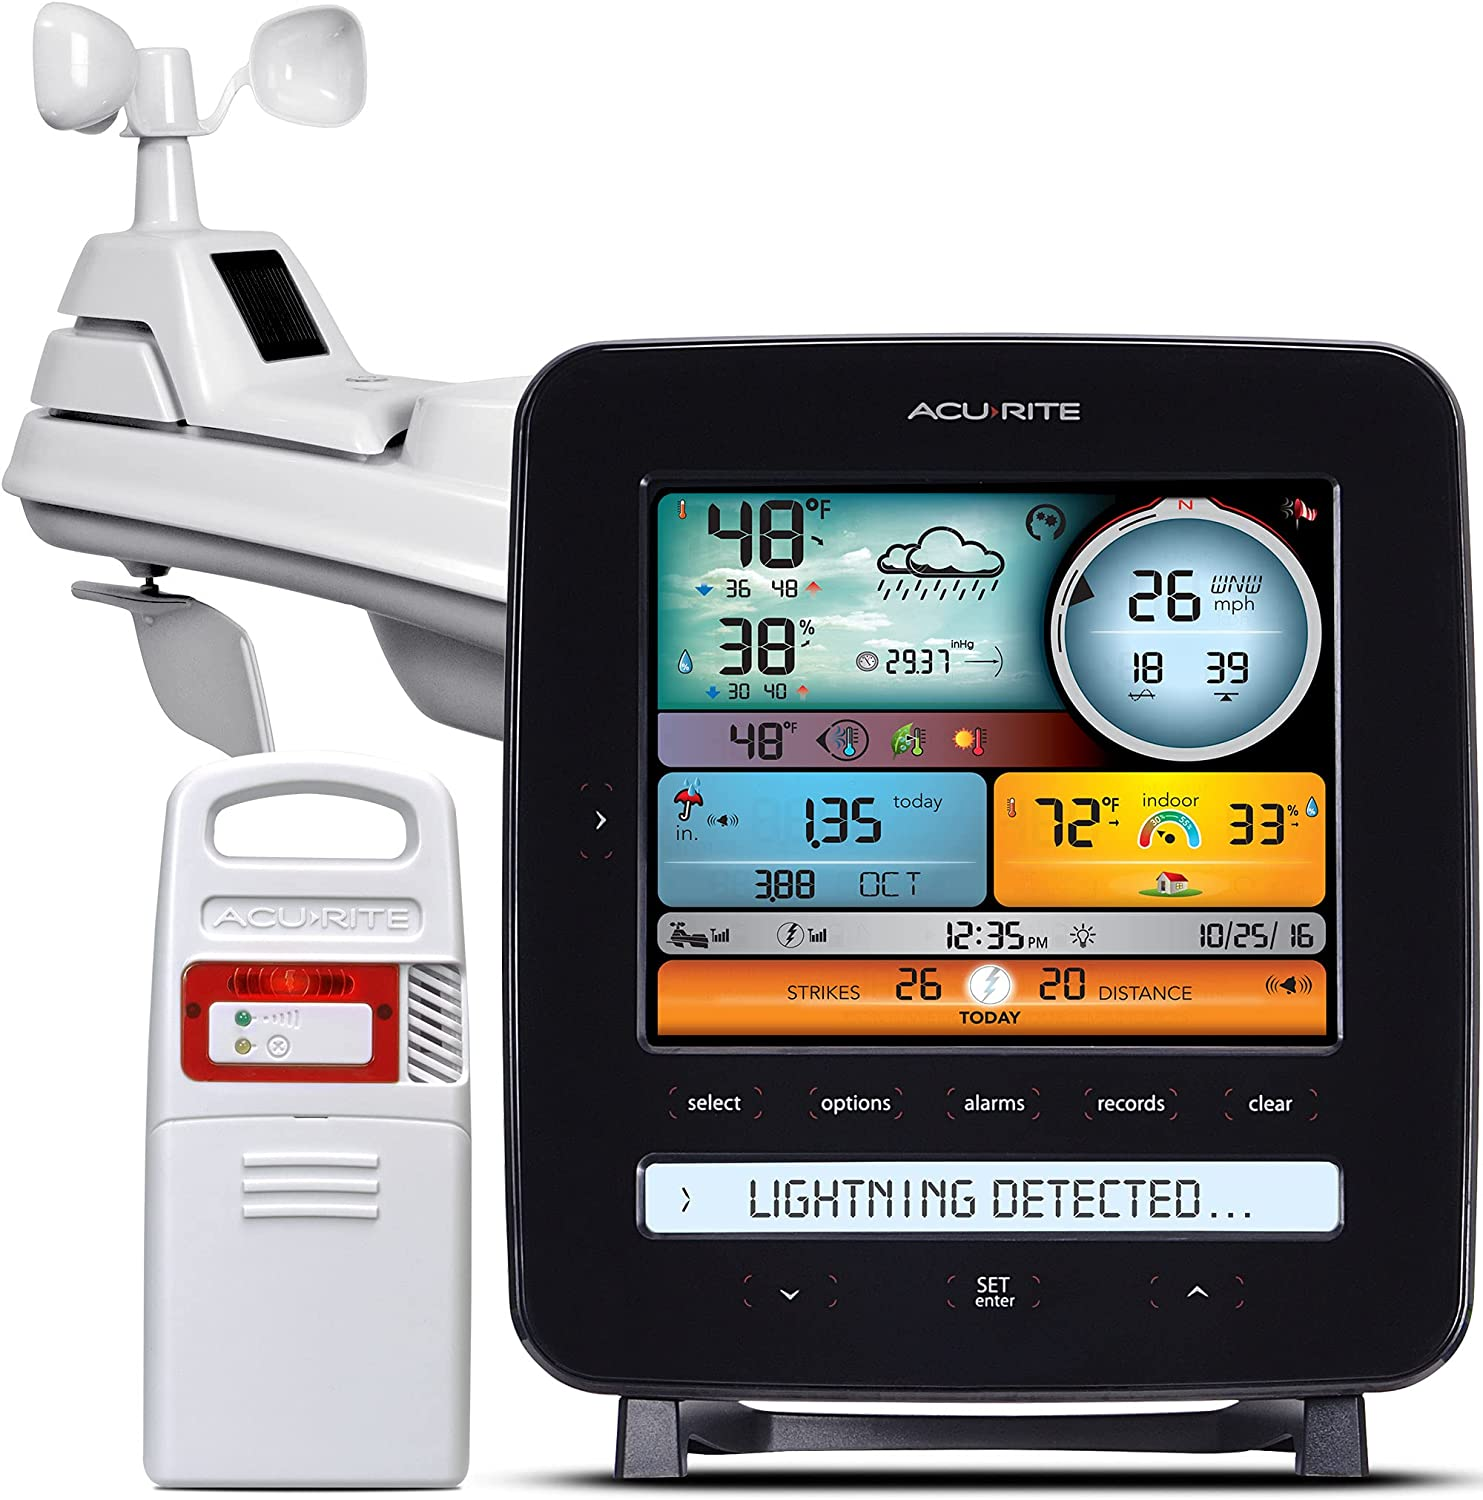 ACU›RITE
48°F
N
36 48
26 WNW
mph
38%
18 39
29.37 inHg
30 40
48°F
in.
1.35 today
3.88 OCT
72°F indoor 33%
30% 55%
12:35 PM
10/25/16
STRIKES 26 20 DISTANCE
TODAY
select options alarms records clear
LIGHTNING DETECTED...
SET
enter
ACU›RITE